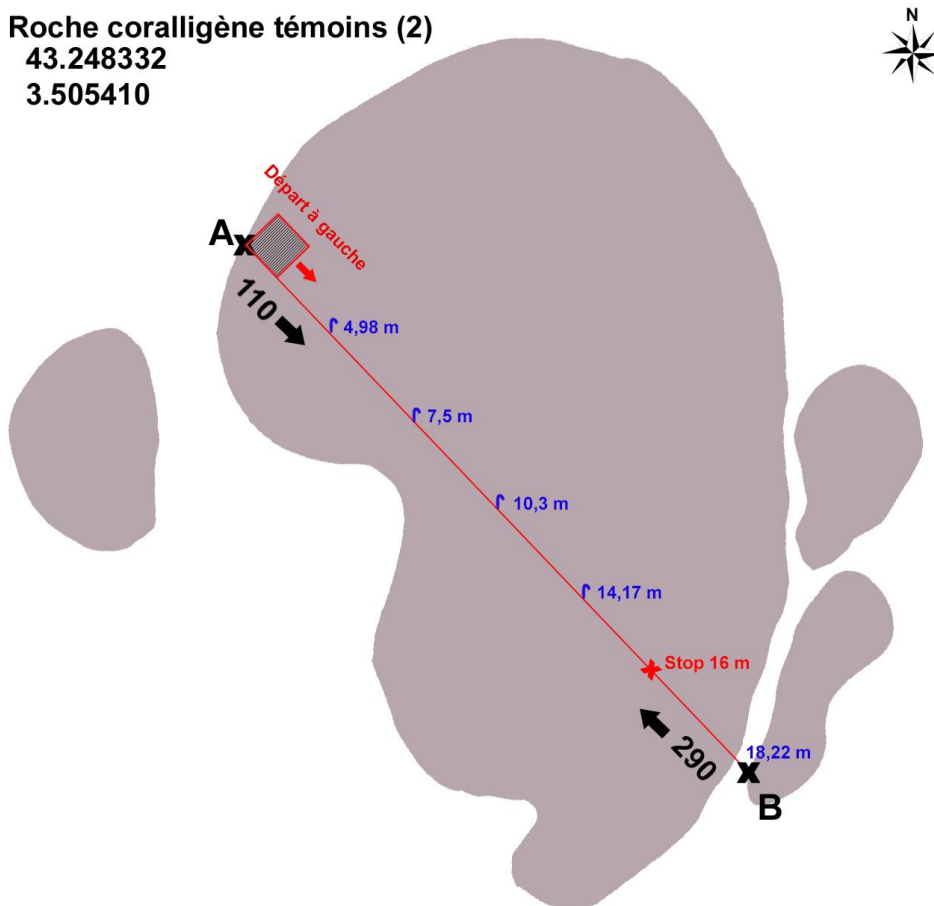 Roche coralligène témoins (2)
43.248332
3.505410
N
Départ à gauche
A
110
4,98 m
7,5 m
10,3 m
14,17 m
Stop 16 m
290
18,22 m
B